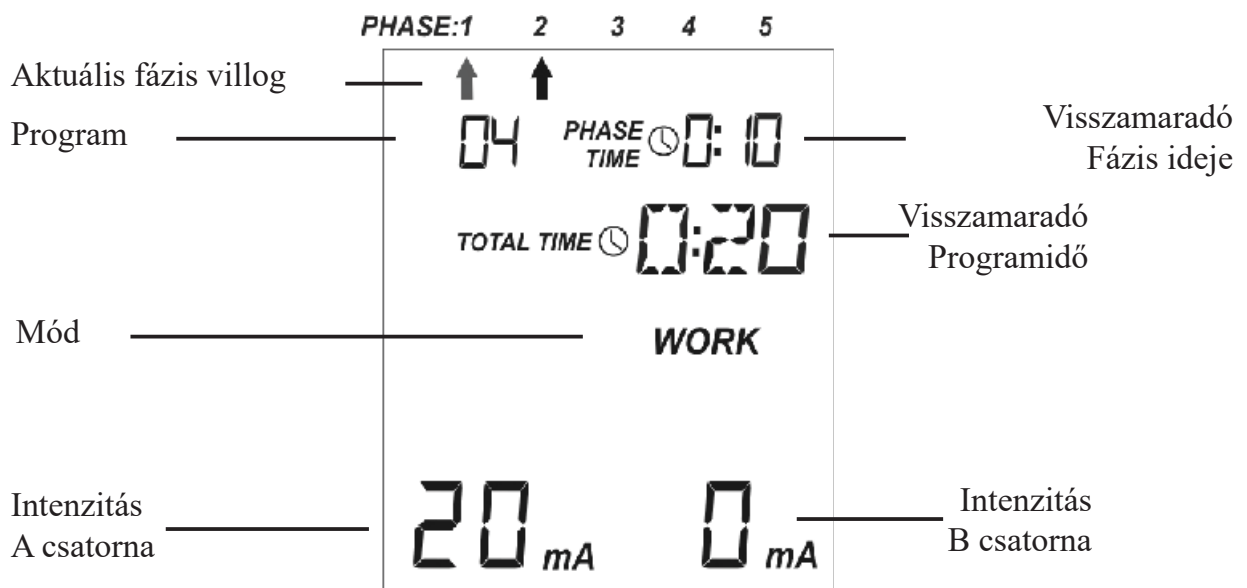 PHASE:1 2 3 4 5
Aktuális fázis villog
Program
04
PHASE
TIME
0:10
Visszamaradó
Fázis ideje
TOTAL TIME
0:20
Visszamaradó
Programidő
Mód
WORK
Intenzitás
A csatorna
20 mA
0 mA
Intenzitás
B csatorna